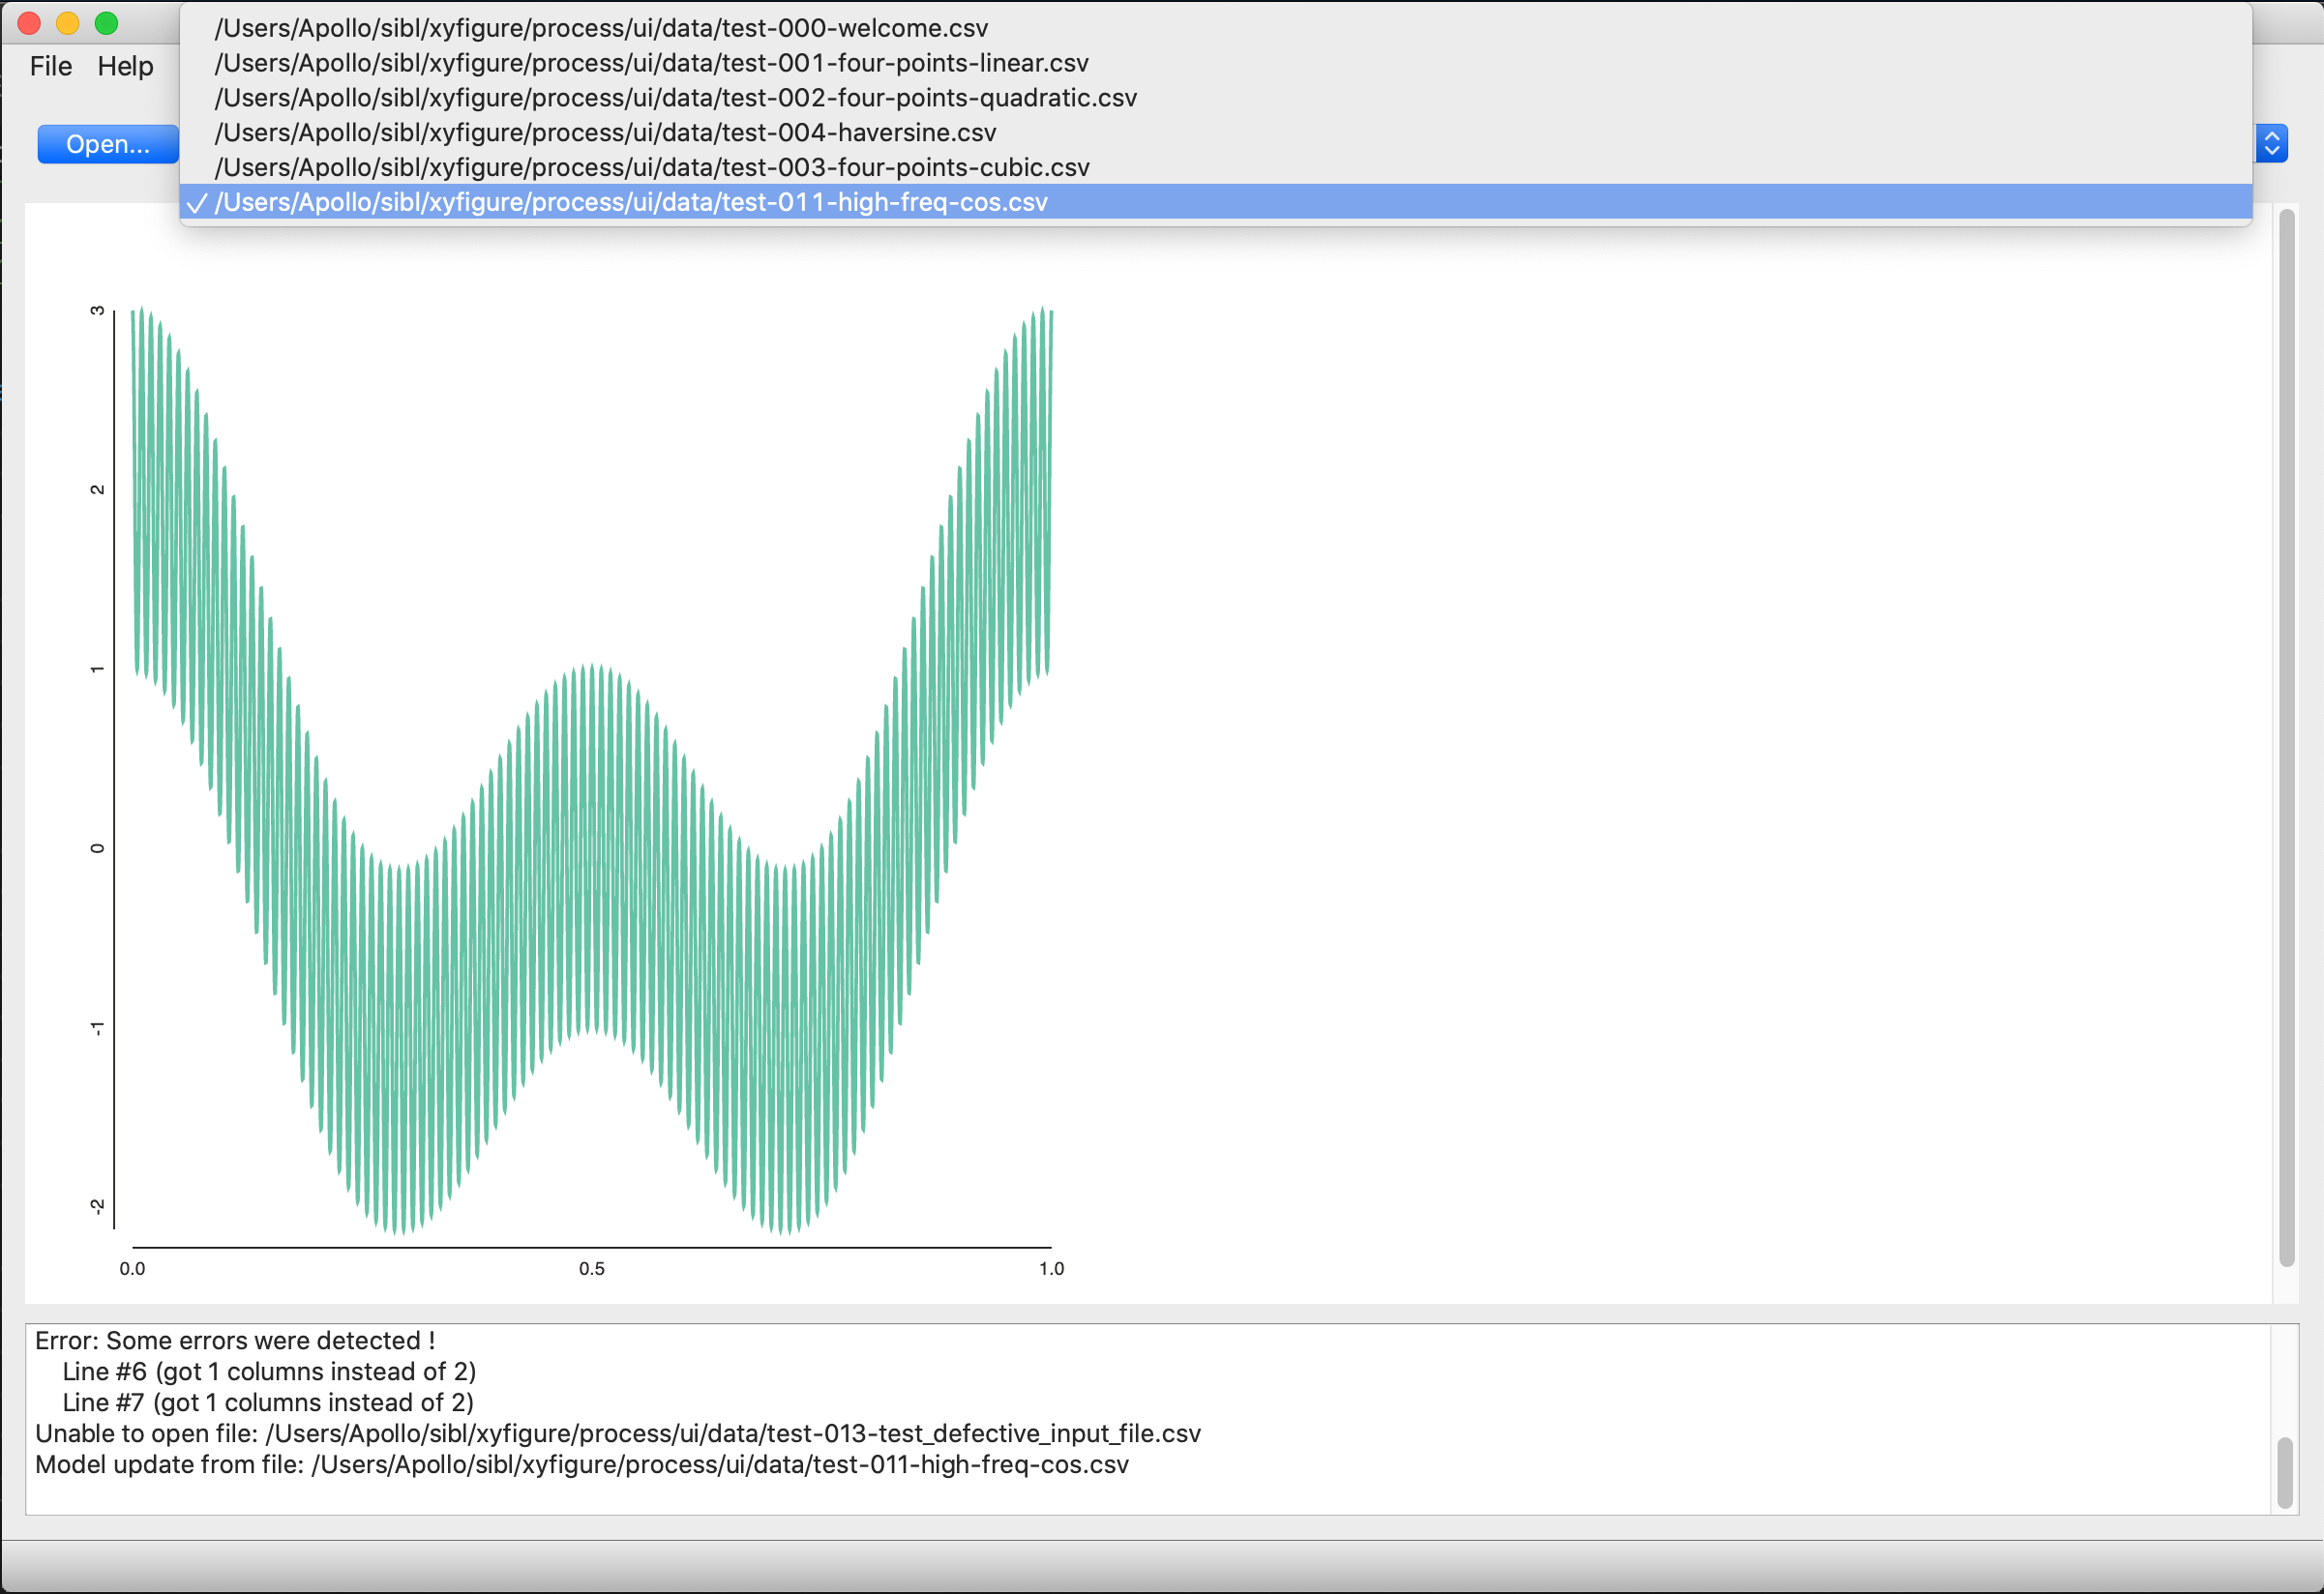 /Users/Apollo/sibl/xyfigure/process/ui/data/test-000-welcome.csv
File Help
/Users/Apollo/sibl/xyfigure/process/ui/data/test-001-four-points-linear.csv
/Users/Apollo/sibl/xyfigure/process/ui/data/test-002-four-points-quadratic.csv
/Users/Apollo/sibl/xyfigure/process/ui/data/test-004-haversine.csv
Open...
/Users/Apollo/sibl/xyfigure/process/ui/data/test-003-four-points-cubic.csv
✓ /Users/Apollo/sibl/xyfigure/process/ui/data/test-011-high-freq-cos.csv
3
2
1
0
-1
-2
0.0 0.5 1.0
Error: Some errors were detected !
Line #6 (got 1 columns instead of 2)
Line #7 (got 1 columns instead of 2)
Unable to open file: /Users/Apollo/sibl/xyfigure/process/ui/data/test-013-test_defective_input_file.csv
Model update from file: /Users/Apollo/sibl/xyfigure/process/ui/data/test-011-high-freq-cos.csv